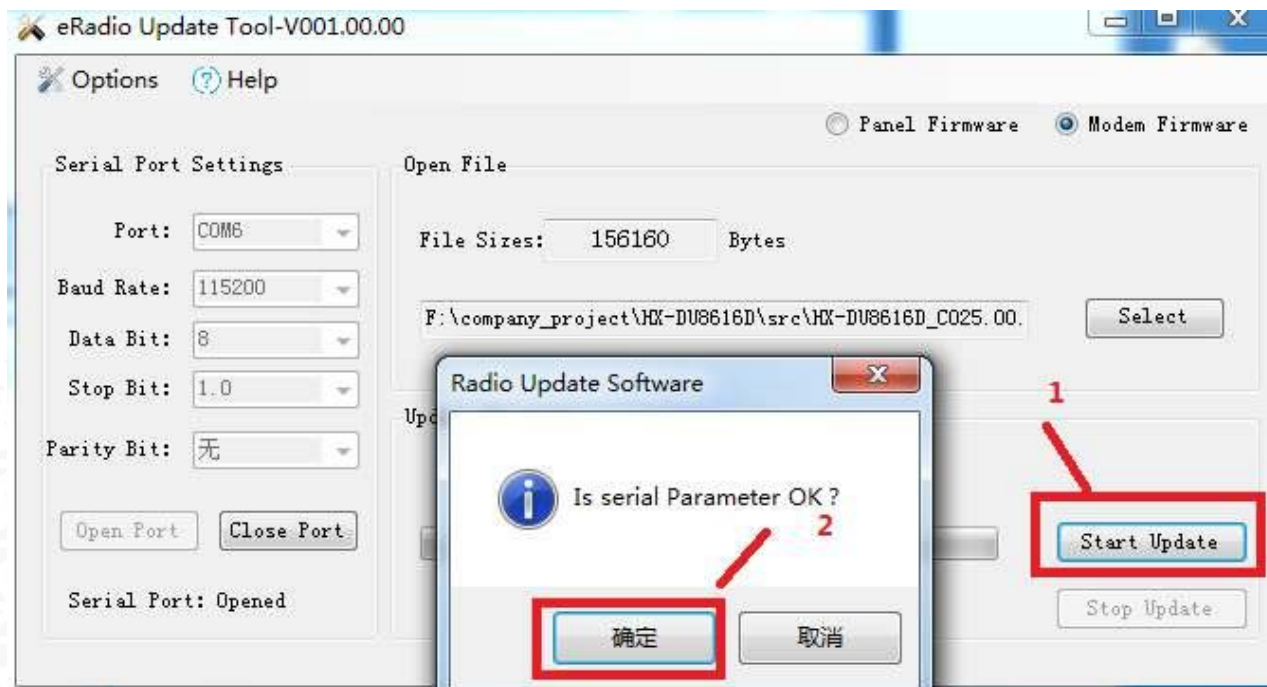 eRadio Update Tool-V001.00.00
Options Help
Panel Firmware Modem Firmware
Serial Port Settings
Port: COM6
Baud Rate: 115200
Data Bit: 8
Stop Bit: 1.0
Parity Bit: 无
Open Port Close Port
Serial Port: Opened
Open File
File Sizes: 156160 Bytes
F:\company_project\HX-DU8616D\src\HX-DU8616D_C025.00. Select
Radio Update Software
Is serial Parameter OK ?
2
确定 取消
1
Start Update
Stop Update